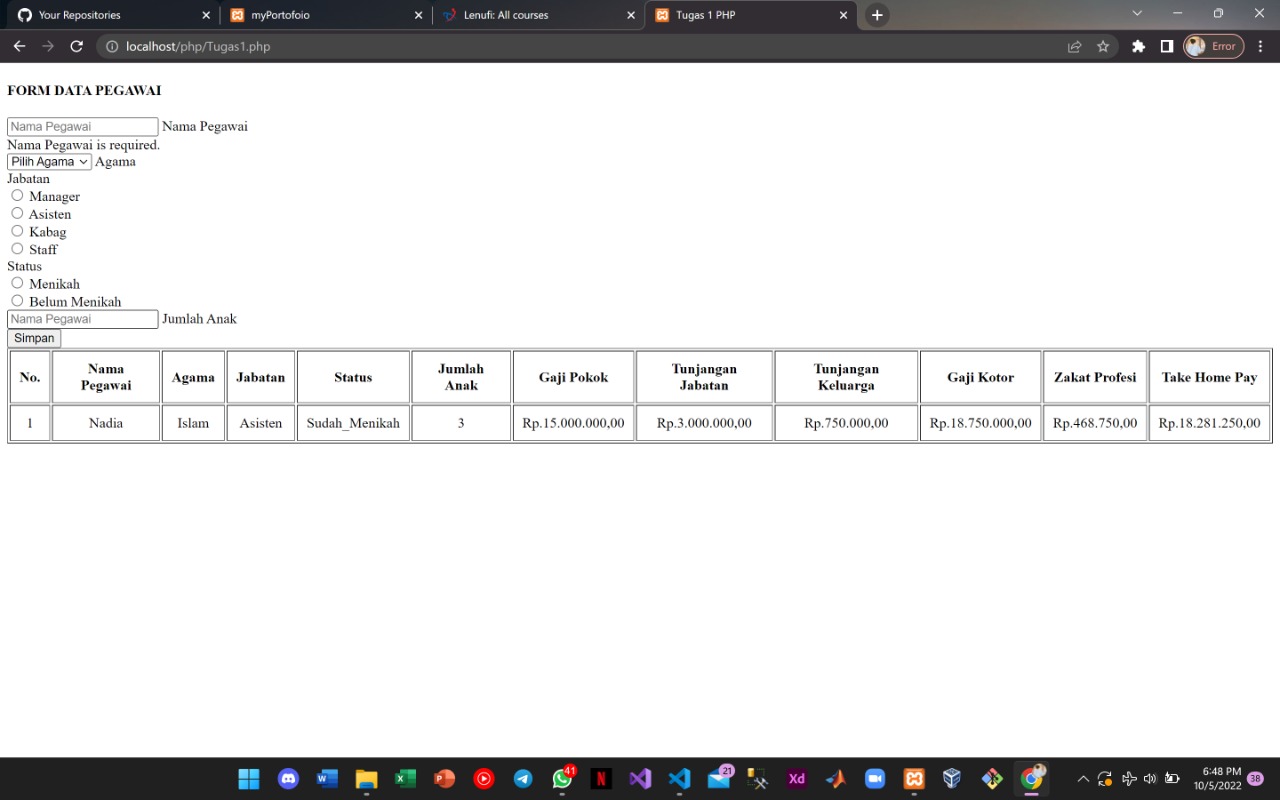 Your Repositories
myPortofoio
Lenufi: All courses
Tugas 1 PHP
localhost/php/Tugas1.php
Error
FORM DATA PEGAWAI
Nama Pegawai Nama Pegawai
Nama Pegawai is required.
Pilih Agama Agama
Jabatan
Manager
Asisten
Kabag
Staff
Status
Menikah
Belum Menikah
Nama Pegawai Jumlah Anak
Simpan
No. Nama Pegawai Agama Jabatan Status Jumlah Anak Gaji Pokok Tunjangan Jabatan Tunjangan Keluarga Gaji Kotor Zakat Profesi Take Home Pay
1 Nadia Islam Asisten Sudah_Menikah 3 Rp.15.000.000,00 Rp.3.000.000,00 Rp.750.000,00 Rp.18.750.000,00 Rp.468.750,00 Rp.18.281.250,00
41
21
Xd
6:48 PM
10/5/2022
38